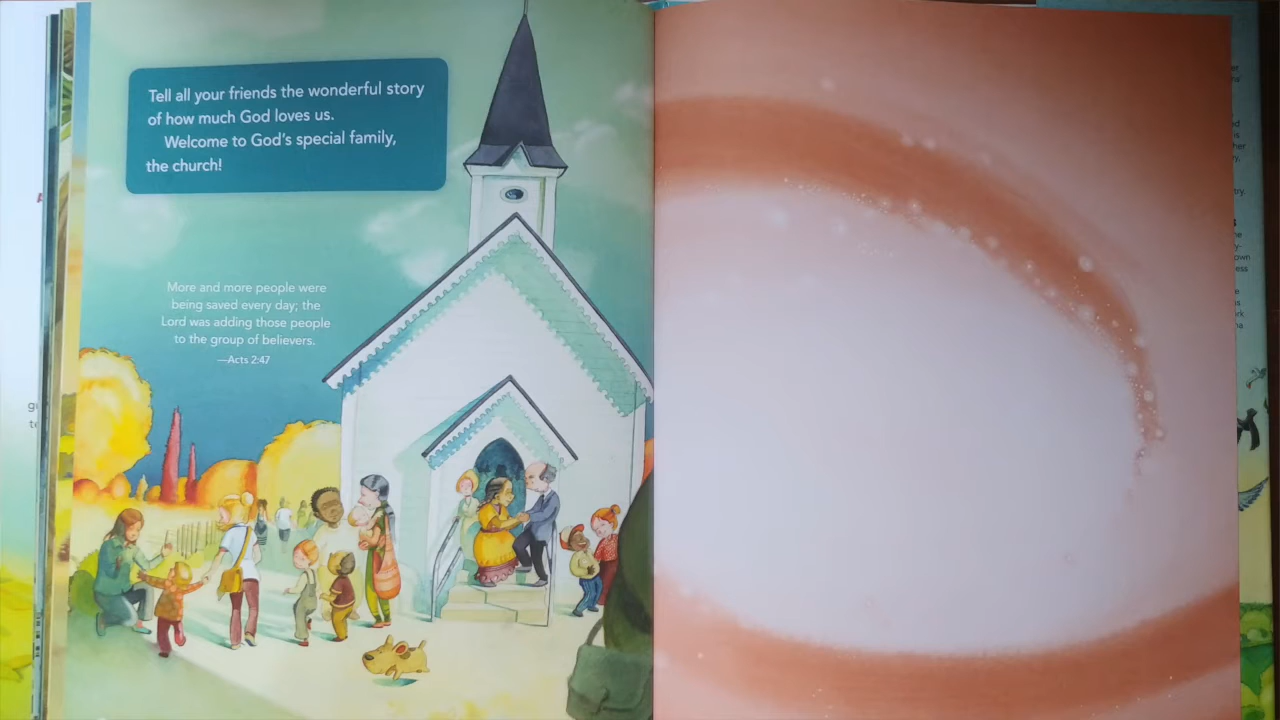 Tell all your friends the wonderful story
of how much God loves us.
Welcome to God's special family,
the church!
More and more people were
being saved every day; the
Lord was adding those people
to the group of believers.
—Acts 2:47